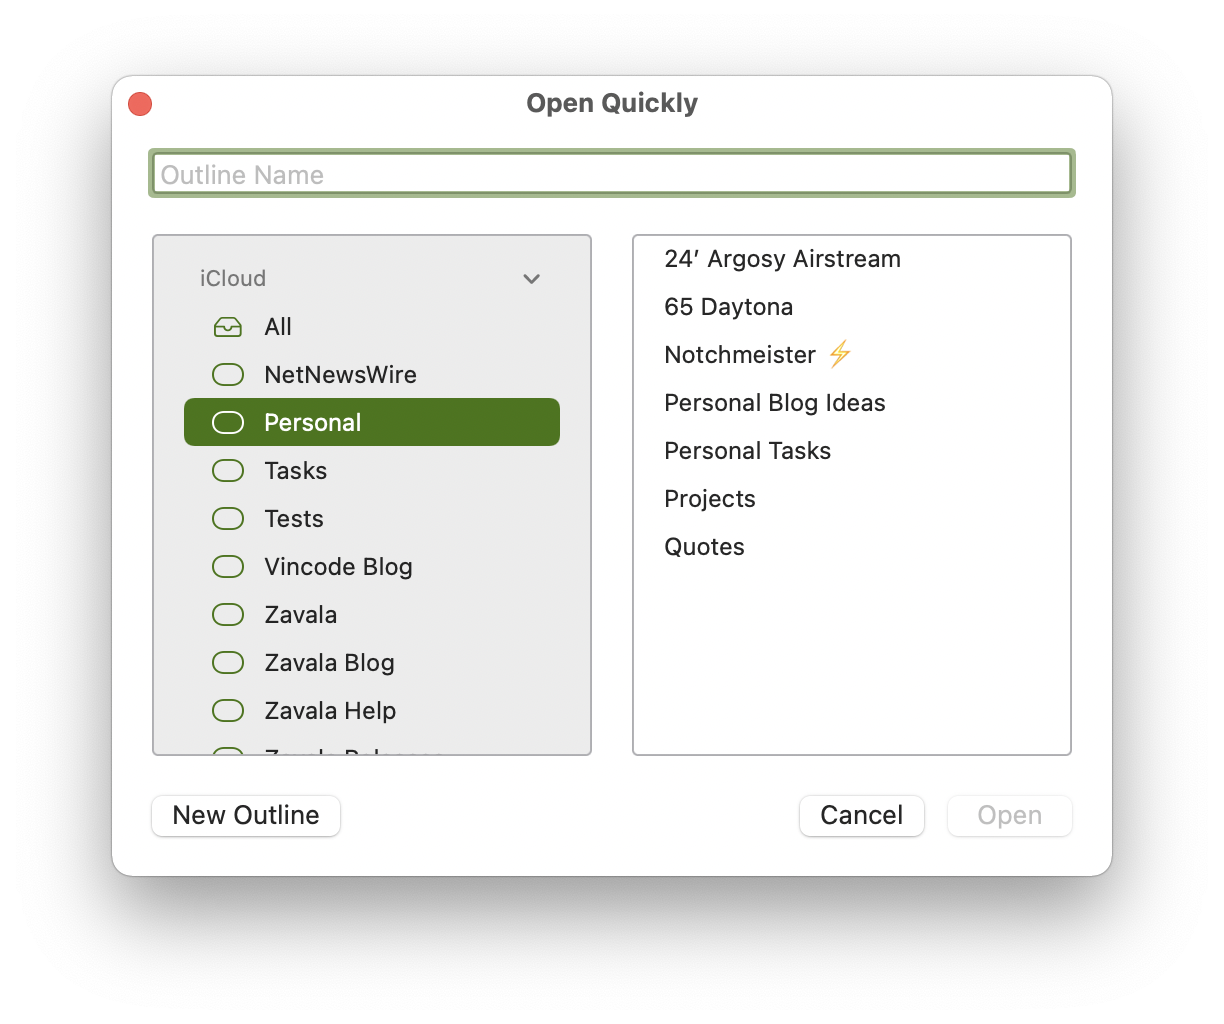 Open Quickly
Outline Name
iCloud
All
NetNewsWire
Personal
Tasks
Tests
Vincode Blog
Zavala
Zavala Blog
Zavala Help
24′ Argosy Airstream
65 Daytona
Notchmeister ⚡
Personal Blog Ideas
Personal Tasks
Projects
Quotes
New Outline
Cancel
Open